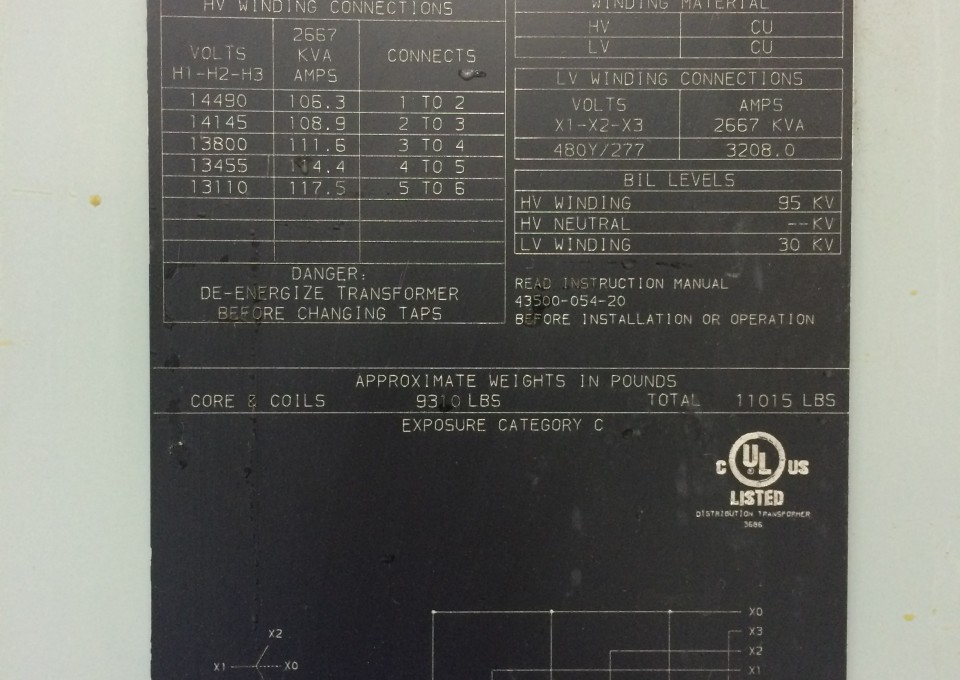 HV WINDING CONNECTIONS
VOLTS H1-H2-H3 2667 KVA AMPS CONNECTS
14490 106.3 1 TO 2
14145 108.9 2 TO 3
13800 111.6 3 TO 4
13455 114.4 4 TO 5
13110 117.5 5 TO 6
DANGER:
DE-ENERGIZE TRANSFORMER
BEFORE CHANGING TAPS
WINDING MATERIAL
HV CU
LV CU
LV WINDING CONNECTIONS
VOLTS AMPS
X1-X2-X3 2667 KVA
480Y/277 3208.0
BIL LEVELS
HV WINDING 95 KV
HV NEUTRAL --KV
LV WINDING 30 KV
READ INSTRUCTION MANUAL
43500-054-20
BEFORE INSTALLATION OR OPERATION
APPROXIMATE WEIGHTS IN POUNDS
CORE & COILS 9310 LBS TOTAL 11015 LBS
EXPOSURE CATEGORY C
C UL US
LISTED
DISTRIBUTION TRANSFORMER
3686
X2
X1 X0
X0
X3
X2
X1